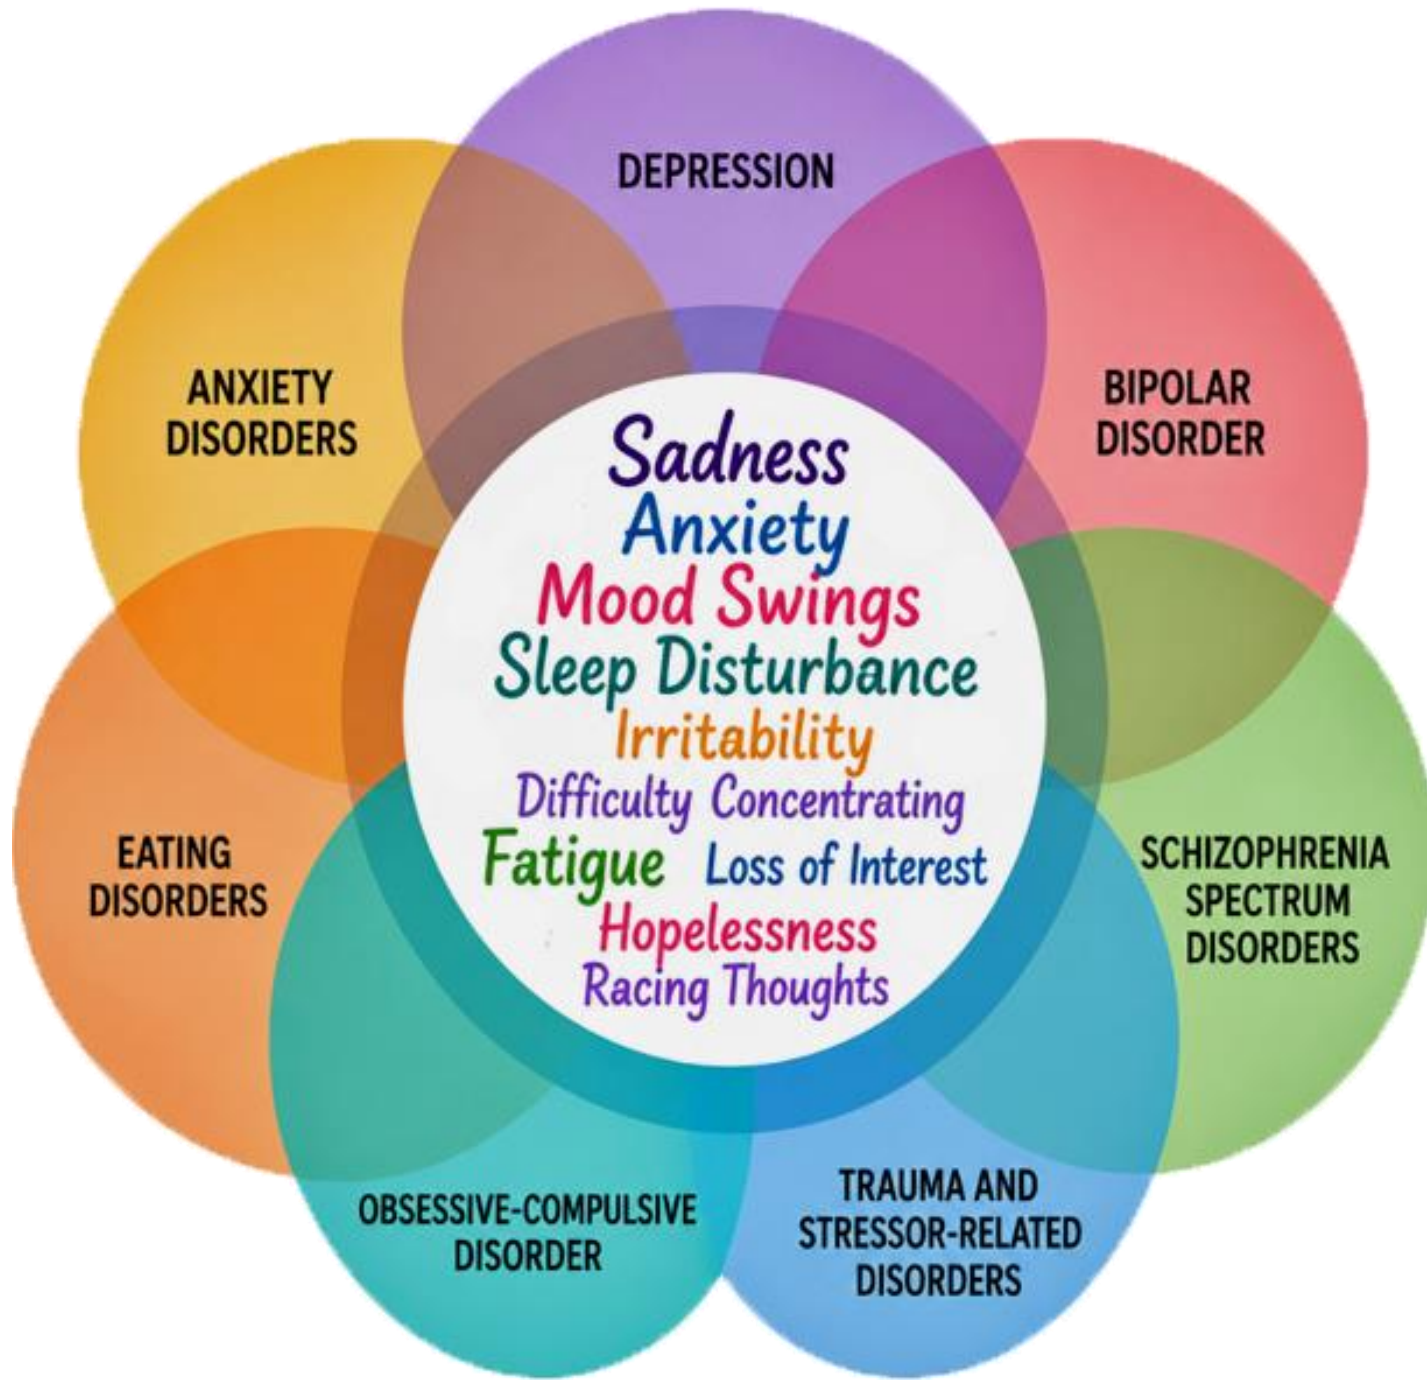 DEPRESSION
ANXIETY
DISORDERS
BIPOLAR
DISORDER
Sadness
Anxiety
Mood Swings
Sleep Disturbance
Irritability
Difficulty Concentrating
Fatigue Loss of Interest
Hopelessness
Racing Thoughts
EATING
DISORDERS
SCHIZOPHRENIA
SPECTRUM
DISORDERS
OBSESSIVE-COMPULSIVE
DISORDER
TRAUMA AND
STRESSOR-RELATED
DISORDERS